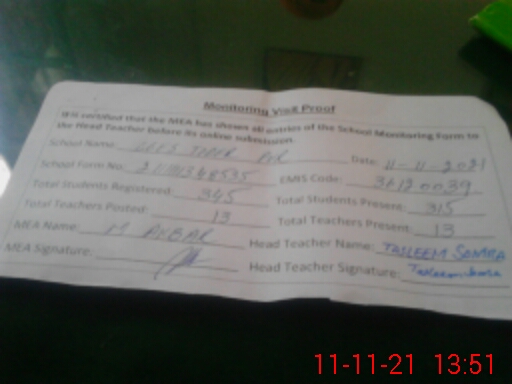 Monitoring Visit Proof
It is certified that the MEA has shown all entries of the School Monitoring Form to
the Head Teacher before its online submission.
School Name Date: 11-11-2021
School Form No: EMIS Code:
Total Students Registered: 345 Total Students Present: 315
Total Teachers Posted: 13 Total Teachers Present: 13
MEA Name: M AKBAR Head Teacher Name: TASLEEM
MEA Signature: Head Teacher Signature:
11-11-21 13:51